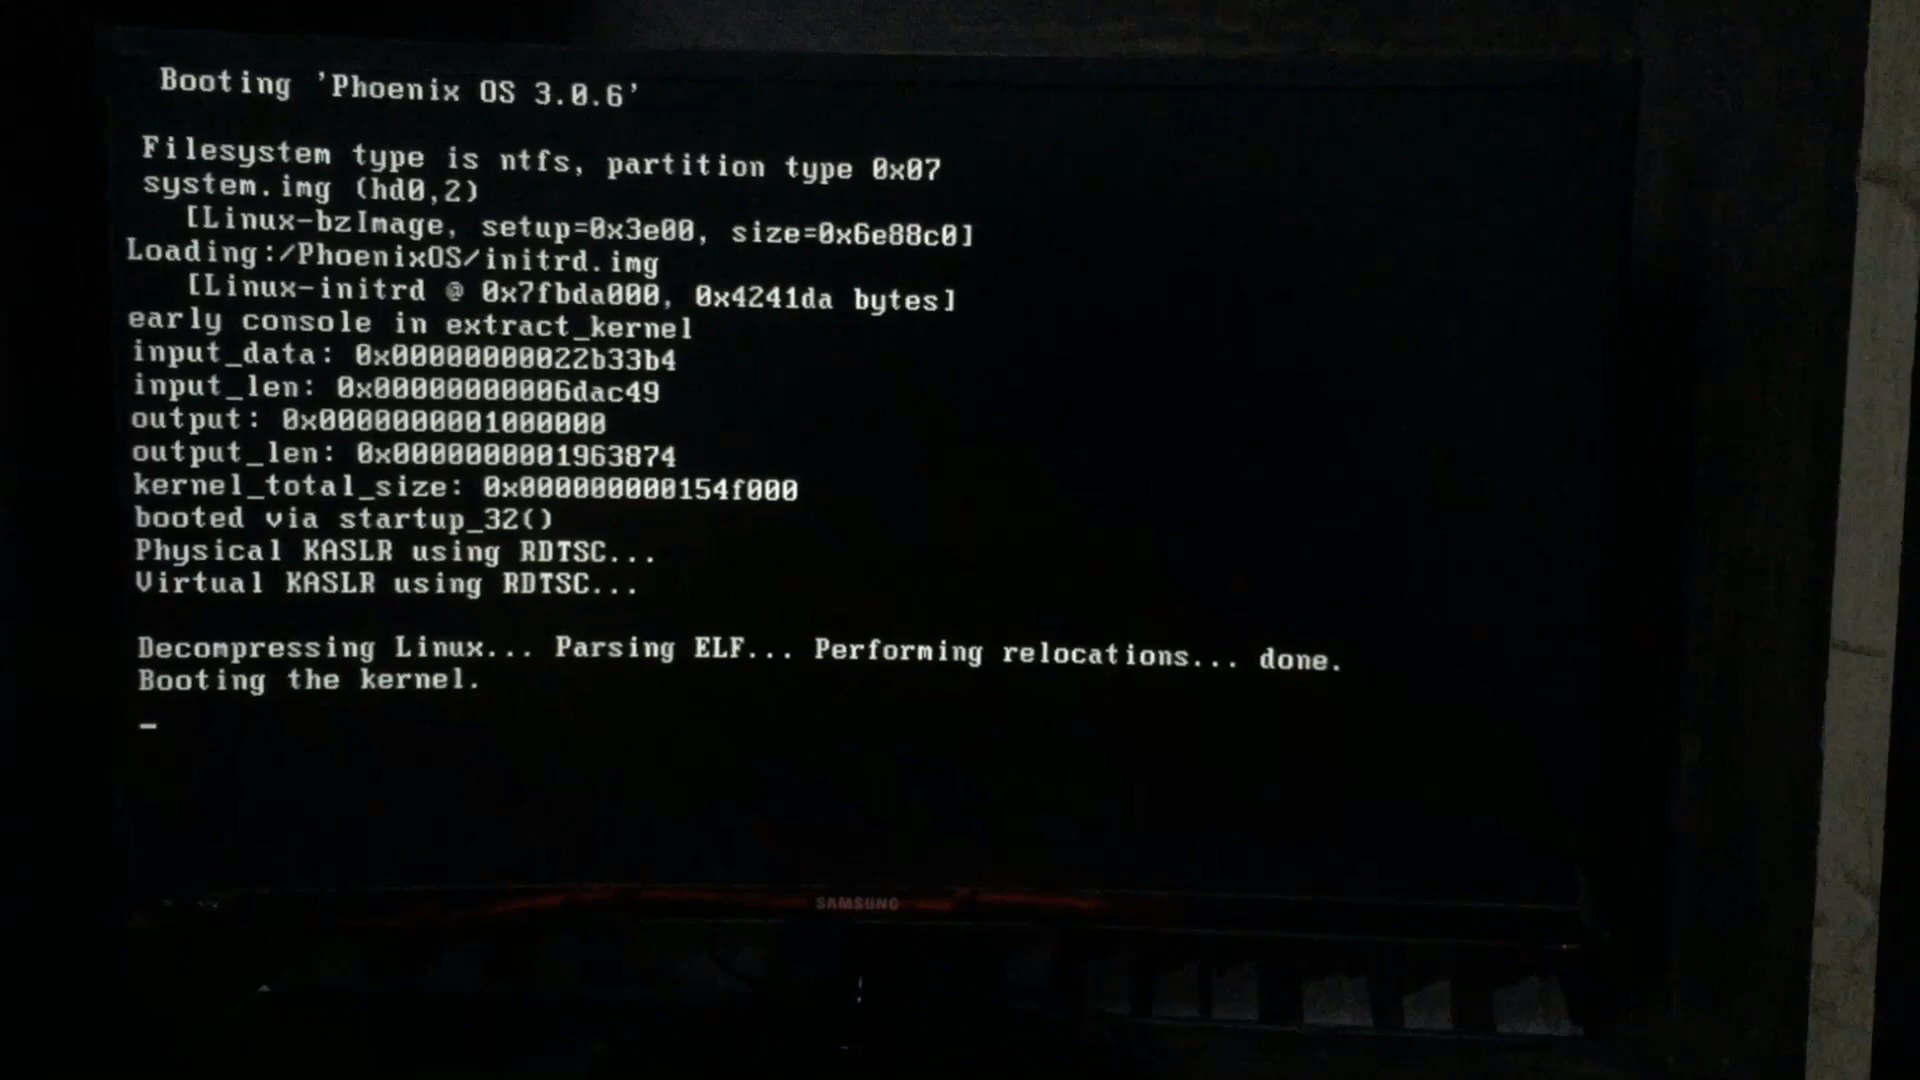 Booting 'Phoenix OS 3.0.6'
Filesystem type is ntfs, partition type 0x07
system.img (hd0,2)
[Linux-bzImage, setup=0x3e00, size=0x6e88c0]
Loading:/PhoenixOS/initrd.img
[Linux-initrd @ 0x7fbda000, 0x4241da bytes]
early console in extract_kernel
input_data: 0x00000000022b33b4
input_len: 0x00000000006dac49
output: 0x0000000001000000
output_len: 0x0000000001963874
kernel_total_size: 0x000000000154f000
booted via startup_32()
Physical KASLR using RDTSC...
Virtual KASLR using RDTSC...
Decompressing Linux... Parsing ELF... Performing relocations... done.
Booting the kernel.
_
SAMSUNG